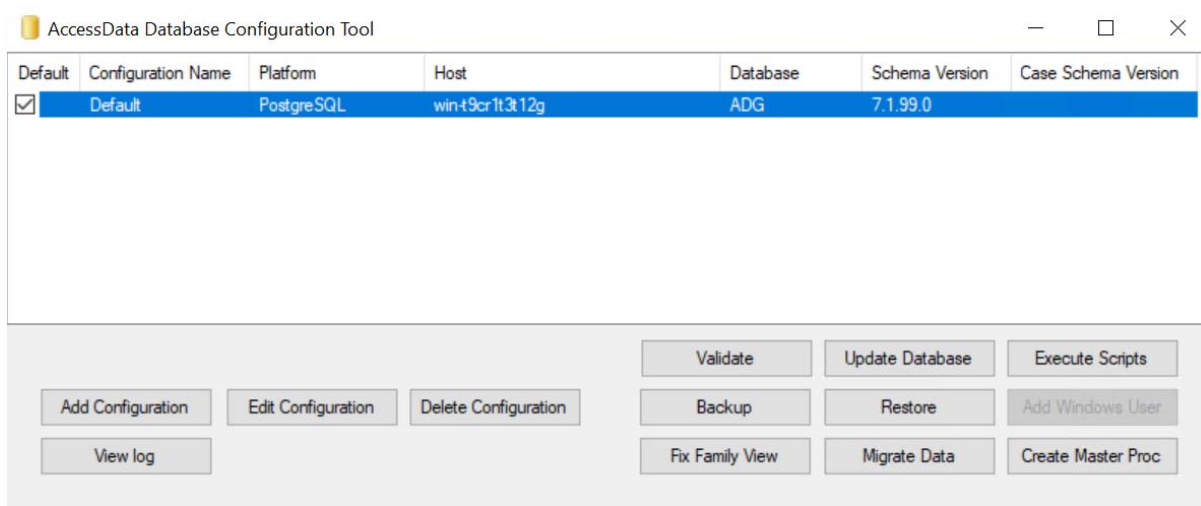 AccessData Database Configuration Tool
Default Configuration Name Platform Host Database Schema Version Case Schema Version
Default PostgreSQL win-t9cr1t3t12g ADG 7.1.99.0
Validate Update Database Execute Scripts
Add Configuration Edit Configuration Delete Configuration Backup Restore Add Windows User
View log Fix Family View Migrate Data Create Master Proc